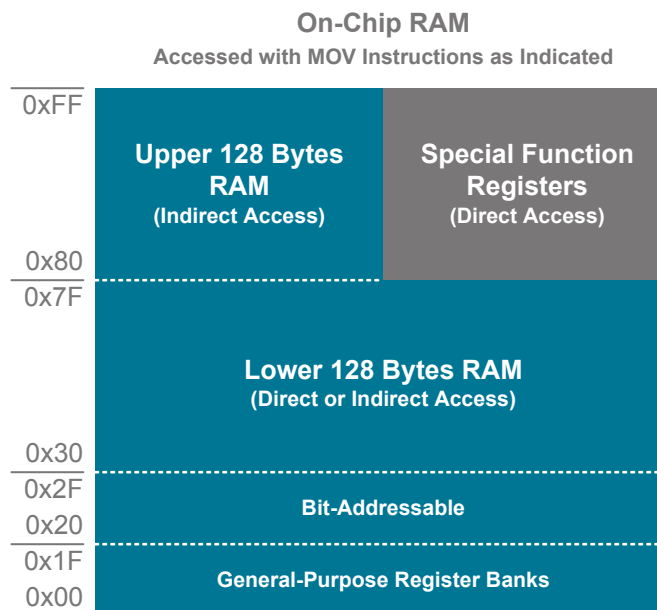 On-Chip RAM
Accessed with MOV Instructions as Indicated
0xFF
Upper 128 Bytes
RAM
(Indirect Access)
Special Function
Registers
(Direct Access)
0x80
0x7F
Lower 128 Bytes RAM
(Direct or Indirect Access)
0x30
0x2F
Bit-Addressable
0x20
0x1F
General-Purpose Register Banks
0x00